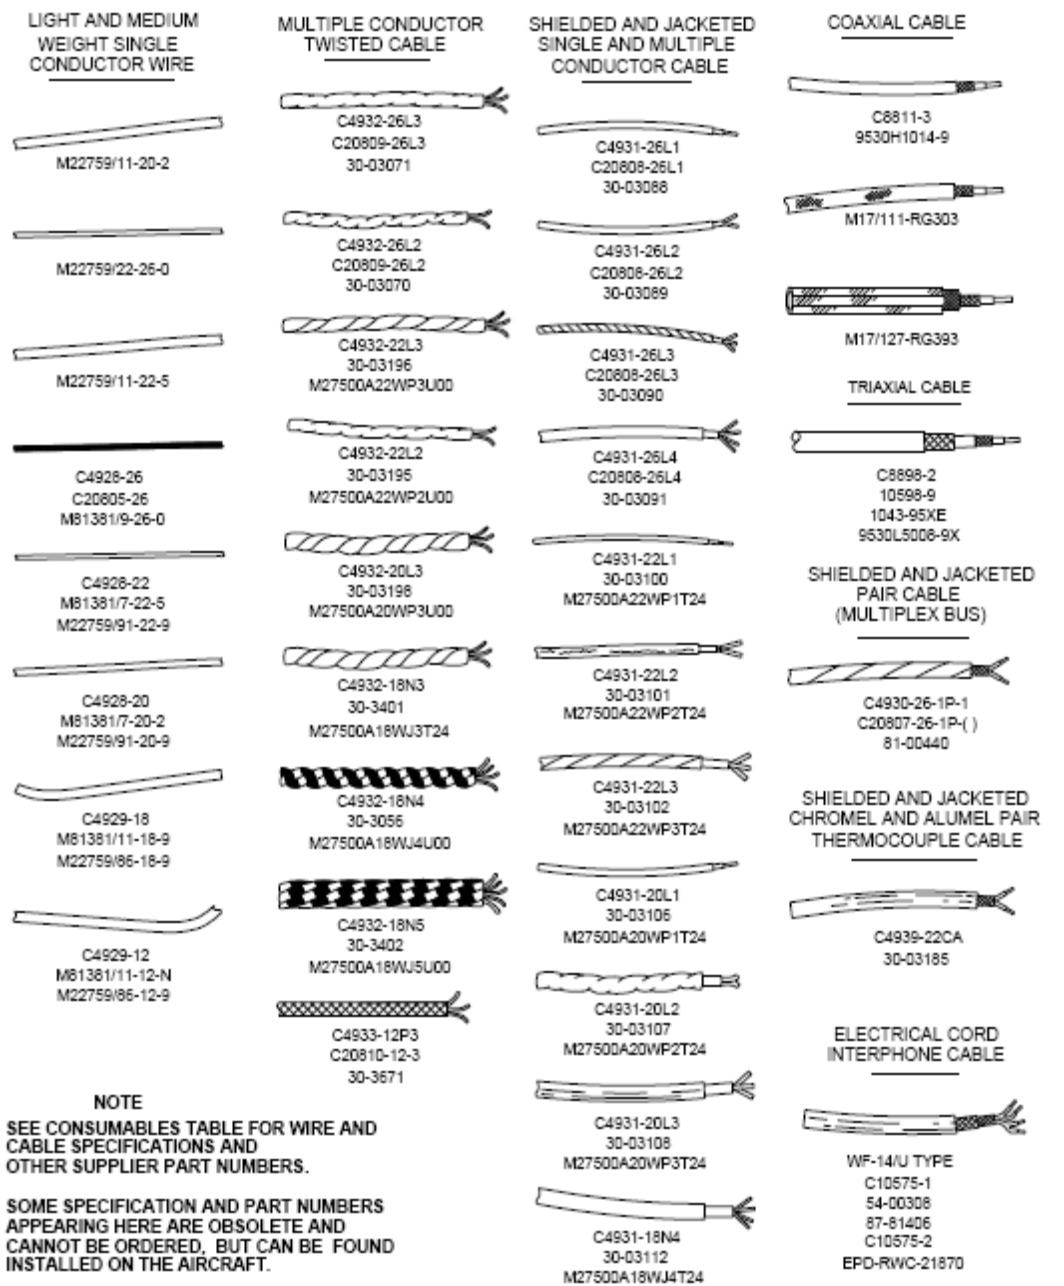 LIGHT AND MEDIUM
WEIGHT SINGLE
CONDUCTOR WIRE
M22759/11-20-2
M22759/22-26-0
M22759/11-22-5
C4928-26
C20805-26
M81381/9-26-0
C4928-22
M81381/7-22-5
M22759/91-22-9
C4928-20
M81381/7-20-2
M22759/91-20-9
C4929-18
M81381/11-18-9
M22759/86-18-9
C4929-12
M81381/11-12-N
M22759/86-12-9
MULTIPLE CONDUCTOR
TWISTED CABLE
C4932-26L3
C20809-26L3
30-03071
C4932-26L2
C20809-26L2
30-03070
C4932-22L3
30-03196
M27500A22WP3U00
C4932-22L2
30-03195
M27500A22WP2U00
C4932-20L3
30-03198
M27500A20WP3U00
C4932-18N3
30-3401
M27500A18WJ3T24
C4932-18N4
30-3056
M27500A18WJ4U00
C4932-18N5
30-3402
M27500A18WJ5U00
C4933-12P3
C20810-12-3
30-3671
SHIELDED AND JACKETED
SINGLE AND MULTIPLE
CONDUCTOR CABLE
C4931-26L1
C20808-26L1
30-03088
C4931-26L2
C20808-26L2
30-03089
C4931-26L3
C20808-26L3
30-03090
C4931-26L4
C20808-26L4
30-03091
C4931-22L1
30-03100
M27500A22WP1T24
C4931-22L2
30-03101
M27500A22WP2T24
C4931-22L3
30-03102
M27500A22WP3T24
C4931-20L1
30-03106
M27500A20WP1T24
C4931-20L2
30-03107
M27500A20WP2T24
C4931-20L3
30-03108
M27500A20WP3T24
C4931-18N4
30-03112
M27500A18WJ4T24
COAXIAL CABLE
C8811-3
9530H1014-9
M17/111-RG303
M17/127-RG393
TRIAXIAL CABLE
C8898-2
10598-9
1043-95XE
9530L5008-9X
SHIELDED AND JACKETED
PAIR CABLE
(MULTIPLEX BUS)
C4930-26-1P-1
C20807-26-1P-( )
81-00440
SHIELDED AND JACKETED
CHROMEL AND ALUMEL PAIR
THERMOCOUPLE CABLE
C4939-22CA
30-03185
ELECTRICAL CORD
INTERPHONE CABLE
WF-14/U TYPE
C10575-1
54-00308
87-81406
C10575-2
EPD-RWC-21870
NOTE
SEE CONSUMABLES TABLE FOR WIRE AND
CABLE SPECIFICATIONS AND
OTHER SUPPLIER PART NUMBERS.
SOME SPECIFICATION AND PART NUMBERS
APPEARING HERE ARE OBSOLETE AND
CANNOT BE ORDERED, BUT CAN BE FOUND
INSTALLED ON THE AIRCRAFT.